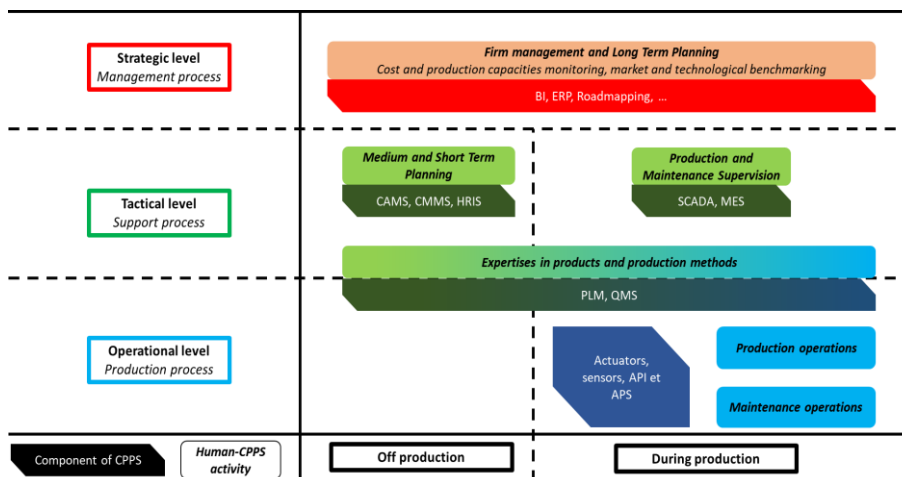 Strategic level
Management process
Firm management and Long Term Planning
Cost and production capacities monitoring, market and technological benchmarking
BI, ERP, Roadmapping, ...
Tactical level
Support process
Medium and Short Term
Planning
CAMS, CMMS, HRIS
Production and
Maintenance Supervision
SCADA, MES
Expertises in products and production methods
PLM, QMS
Operational level
Production process
Actuators,
sensors, API et
APS
Production operations
Maintenance operations
Component of CPPS
Human-CPPS
activity
Off production
During production